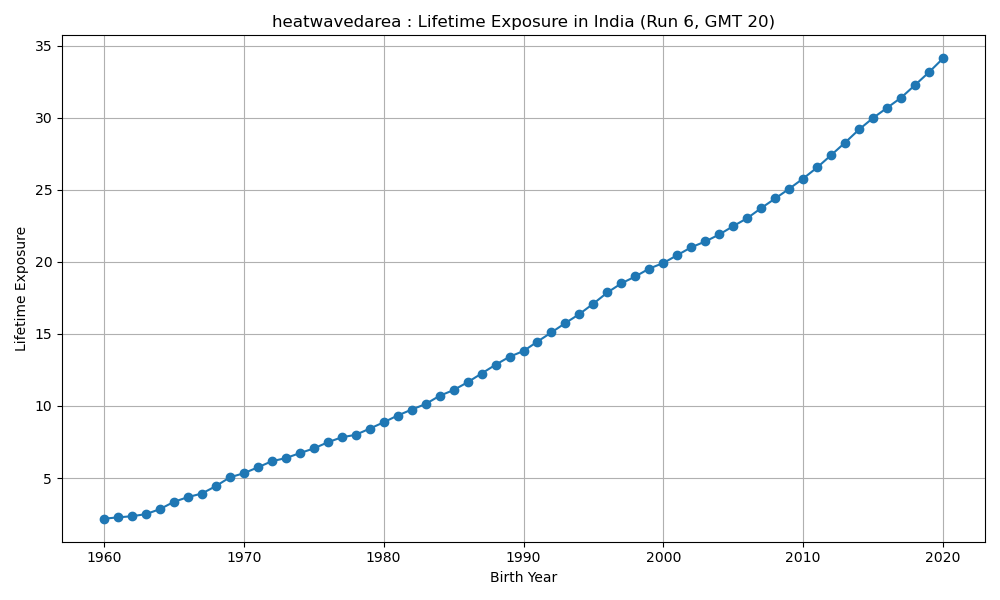 heatwavedarea : Lifetime Exposure in India (Run 6, GMT 20)
35
30
25
20
15
10
5
Lifetime Exposure
1960 1970 1980 1990 2000 2010 2020
Birth Year